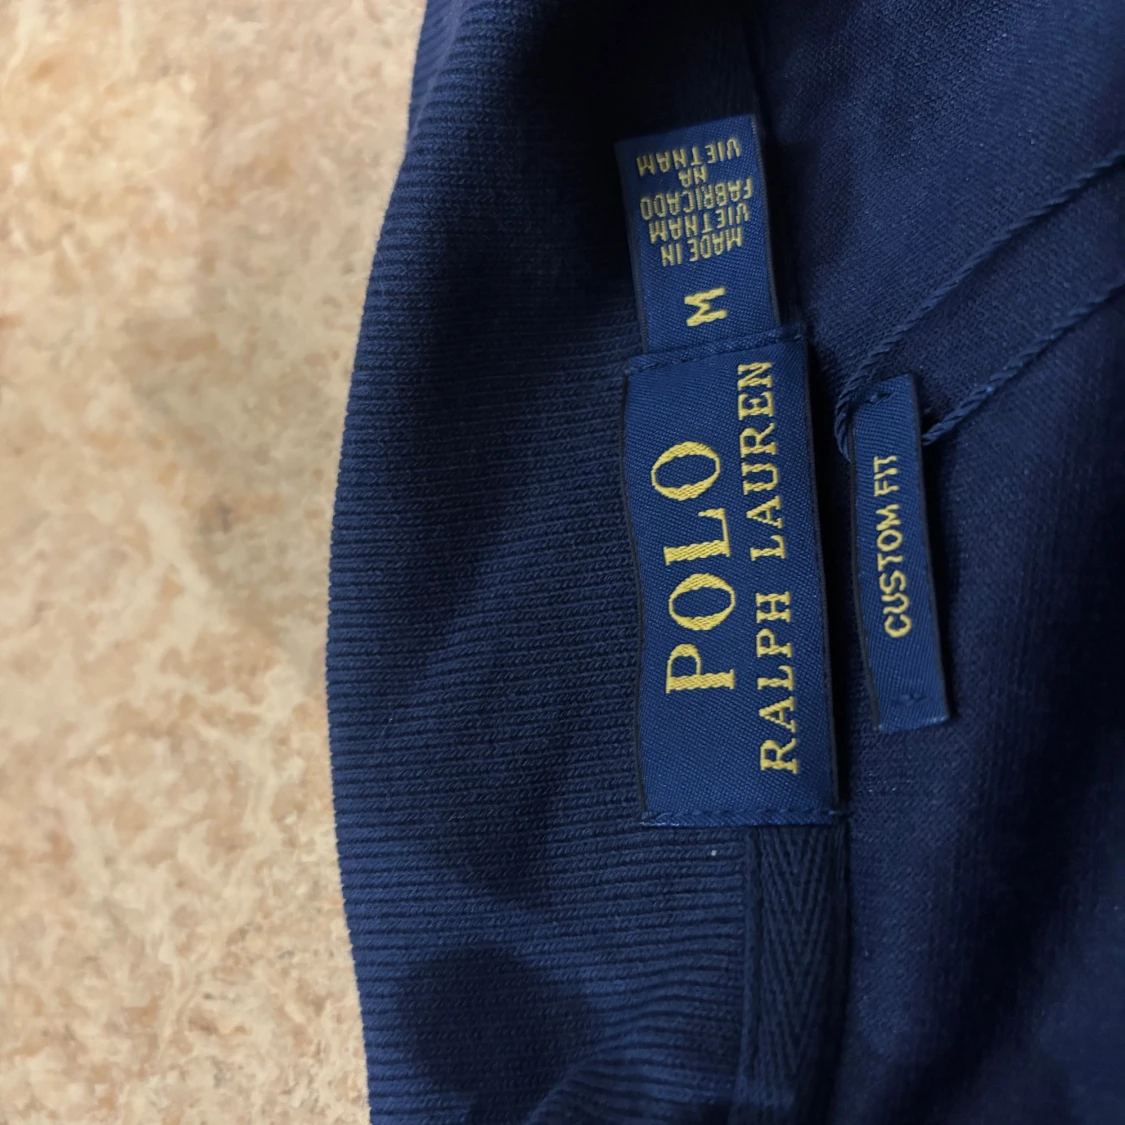 POLO
RALPH LAUREN
M
MADE IN
VIETNAM
FABRICADO
NA
VIETNAM
CUSTOM FIT